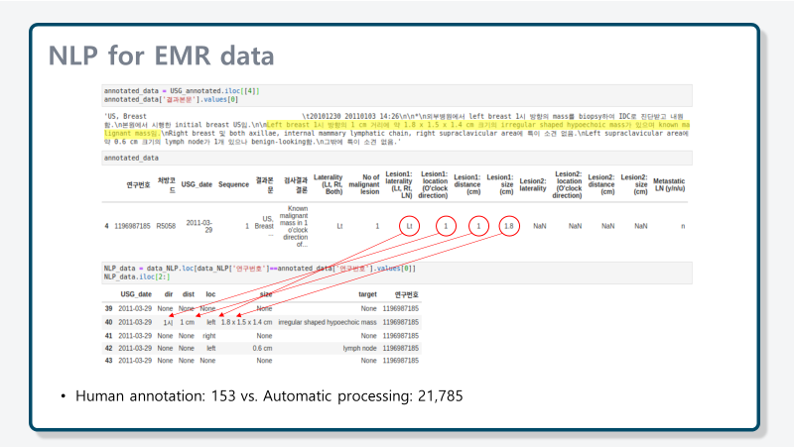 NLP for EMR data
annotated_data = USG_annotated.iloc[[4]]
annotated_data['결과본문'].values[0]
'US, Breast \t20101230 20110103 14:26\n\n*\n외부병원에서 left breast 1시 방향의 mass를 biopsy하여 IDC로 진단받고 내원
함.\n본원에서 시행한 initial breast US임.\n\nLeft breast 1시 방향의 1 cm 거리에 약 1.8 x 1.5 x 1.4 cm 크기의 irregular shaped hypoechoic mass가 있으며 known ma
lignant mass임.\nRight breast 및 both axillae, internal mammary lymphatic chain, right supraclavicular area에 특이 소견 없음.\nLeft supraclavicular area에
약 0.6 cm 크기의 lymph node가 1개 있으나 benign-looking함.\n그밖에 특이 소견 없음.'
annotated_data
연구번호 처방코드 USG_date Sequence 결과본문 검사결과결론 Laterality (Lt, Rt, Both) No of malignant lesion Lesion1: laterality (Lt, Rt, LN) Lesion1: location (O'clock direction) Lesion1: distance (cm) Lesion1: size (cm) Lesion2: laterality Lesion2: location (O'clock direction) Lesion2: distance (cm) Lesion2: size (cm) Metastatic LN (y/n/u)
4 1196987185 R5058 2011-03-29 1 US, Breast ... Known malignant mass in 1 o'clock direction of... Lt 1 Lt 1 1 1.8 NaN NaN NaN NaN n
NLP_data = data_NLP.loc[data_NLP['연구번호']==annotated_data['연구번호'].values[0]]
NLP_data.iloc[2:]
USG_date dir dist loc size target 연구번호
39 2011-03-29 None None None None None 1196987185
40 2011-03-29 1시 1 cm left 1.8 x 1.5 x 1.4 cm irregular shaped hypoechoic mass 1196987185
41 2011-03-29 None None right None None 1196987185
42 2011-03-29 None None left 0.6 cm lymph node 1196987185
43 2011-03-29 None None None None None 1196987185
• Human annotation: 153 vs. Automatic processing: 21,785